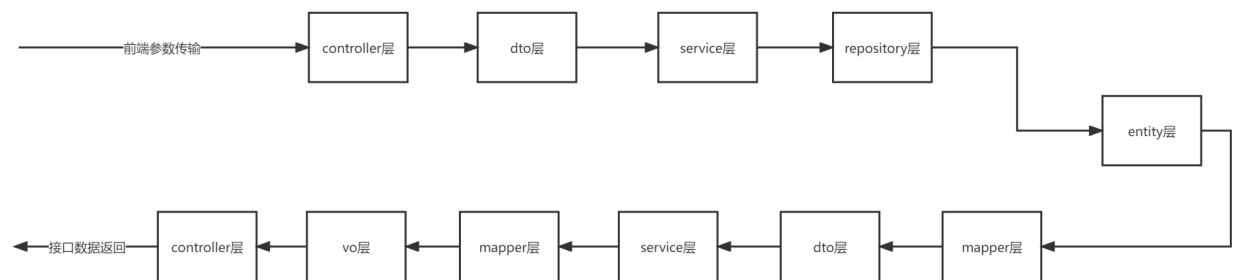 前端参数传输
controller层
dto层
service层
repository层
entity层
接口数据返回
controller层
vo层
mapper层
service层
dto层
mapper层